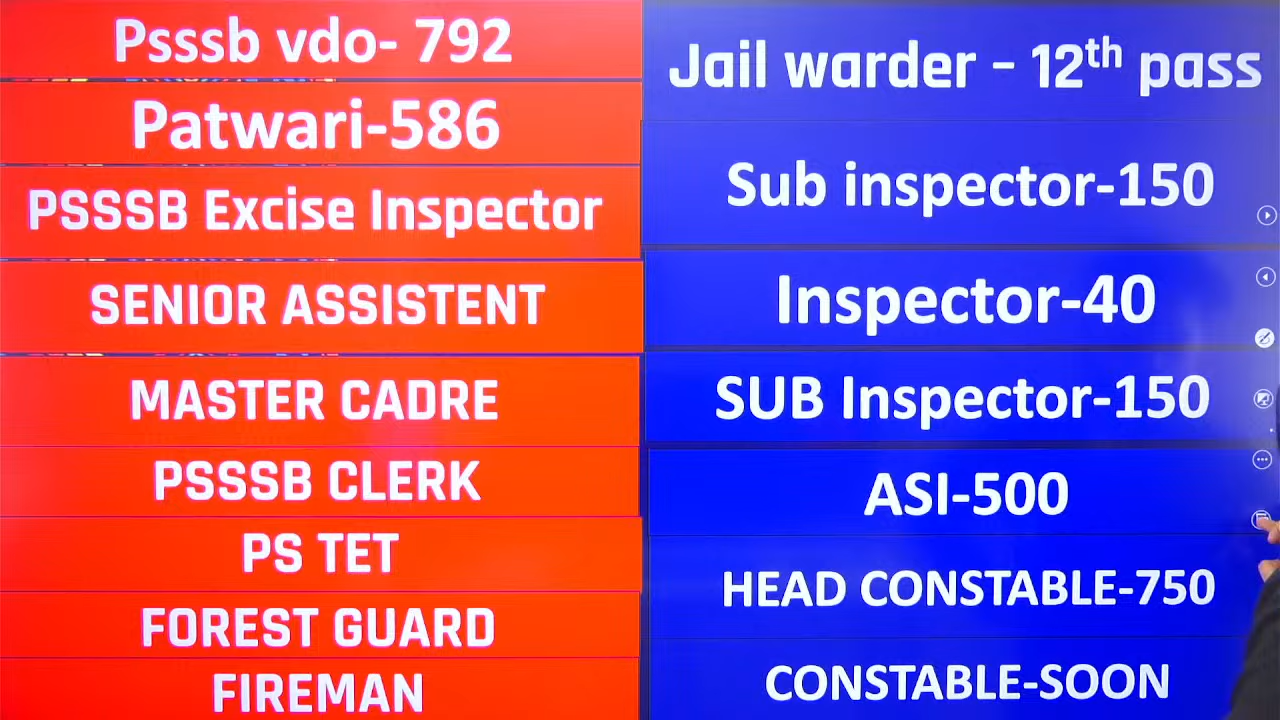 Psssb vdo- 792
Patwari-586
PSSSB Excise Inspector
SENIOR ASSISTENT
MASTER CADRE
PSSSB CLERK
PS TET
FOREST GUARD
FIREMAN
Jail warder – 12th pass
Sub inspector-150
Inspector-40
SUB Inspector-150
ASI-500
HEAD CONSTABLE-750
CONSTABLE-SOON